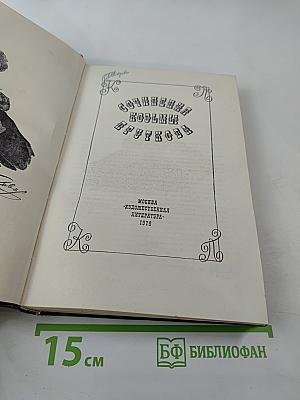 К П
СОЧИНЕНИЯ
КОЗЬМЫ
ПРУТКОВА
МОСКВА
«ХУДОЖЕСТВЕННАЯ
ЛИТЕРАТУРА»
1976
К П
15 см
БФ БИБЛИОФАН